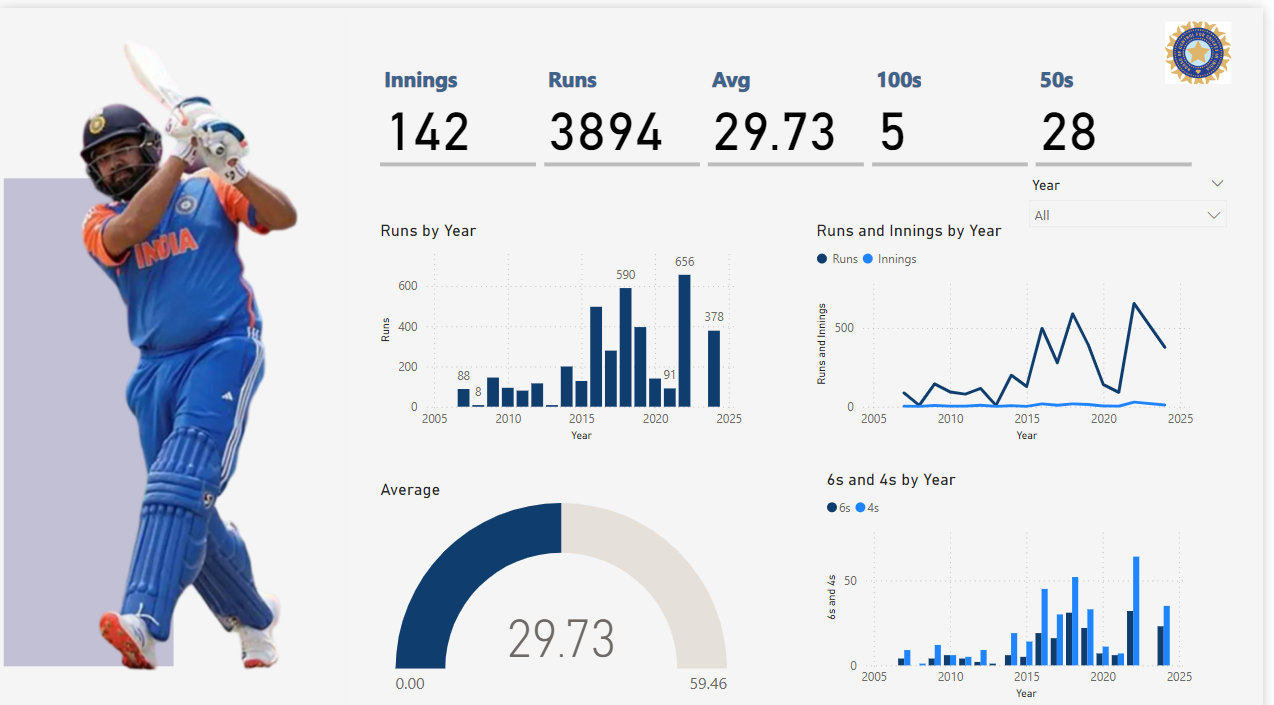 Innings Runs Avg 100s 50s
142 3894 29.73 5 28
Year
All
INDIA
Runs by Year
Runs
600
400
200
0
88
8
590
91
656
378
2005 2010 2015 2020 2025
Year
Runs and Innings by Year
Runs Innings
Runs and Innings
500
0
2005 2010 2015 2020 2025
Year
Average
29.73
0.00 59.46
6s and 4s by Year
6s 4s
6s and 4s
50
0
2005 2010 2015 2020 2025
Year